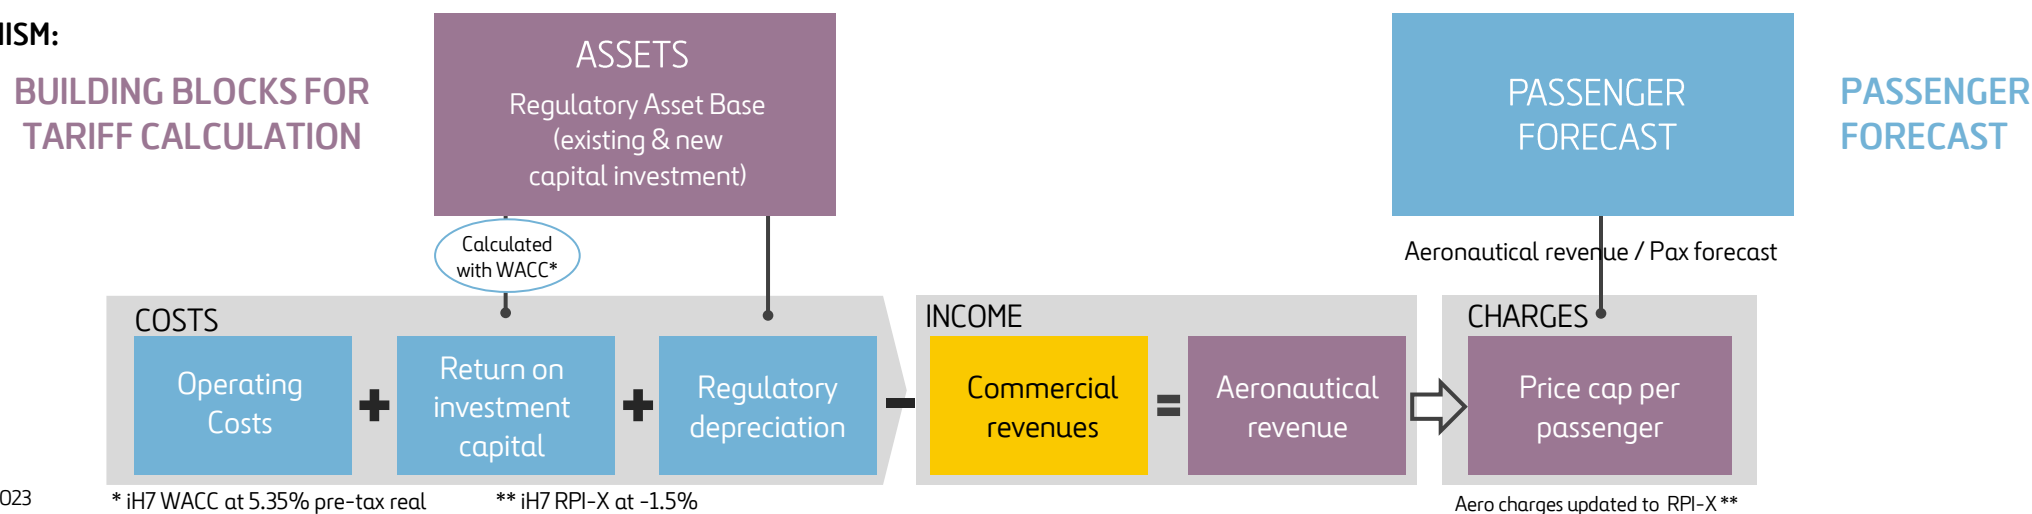 BUILDING BLOCKS FOR
TARIFF CALCULATION
ASSETS
Regulatory Asset Base
(existing & new
capital investment)
PASSENGER
FORECAST
PASSENGER
FORECAST
Calculated
with WACC*
Aeronautical revenue / Pax forecast
COSTS
Operating
Costs
+
Return on
investment
capital
+
Regulatory
depreciation
-
INCOME
Commercial
revenues
=
Aeronautical
revenue
CHARGES
Price cap per
passenger
* iH7 WACC at 5.35% pre-tax real
** iH7 RPI-X at -1.5%
Aero charges updated to RPI-X **